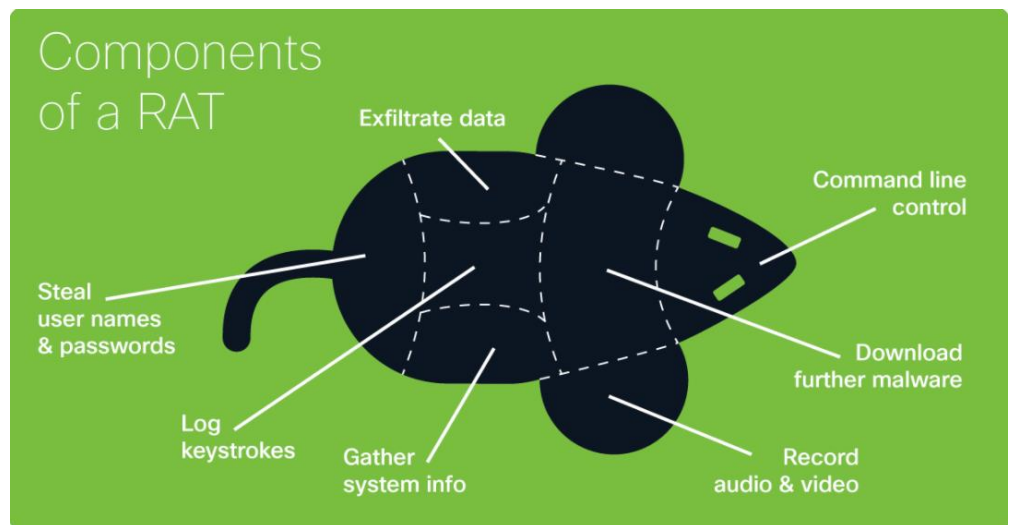 Components
of a RAT
Exfiltrate data
Command line
control
Steal
user names
& passwords
Download
further malware
Log
keystrokes
Gather
system info
Record
audio & video